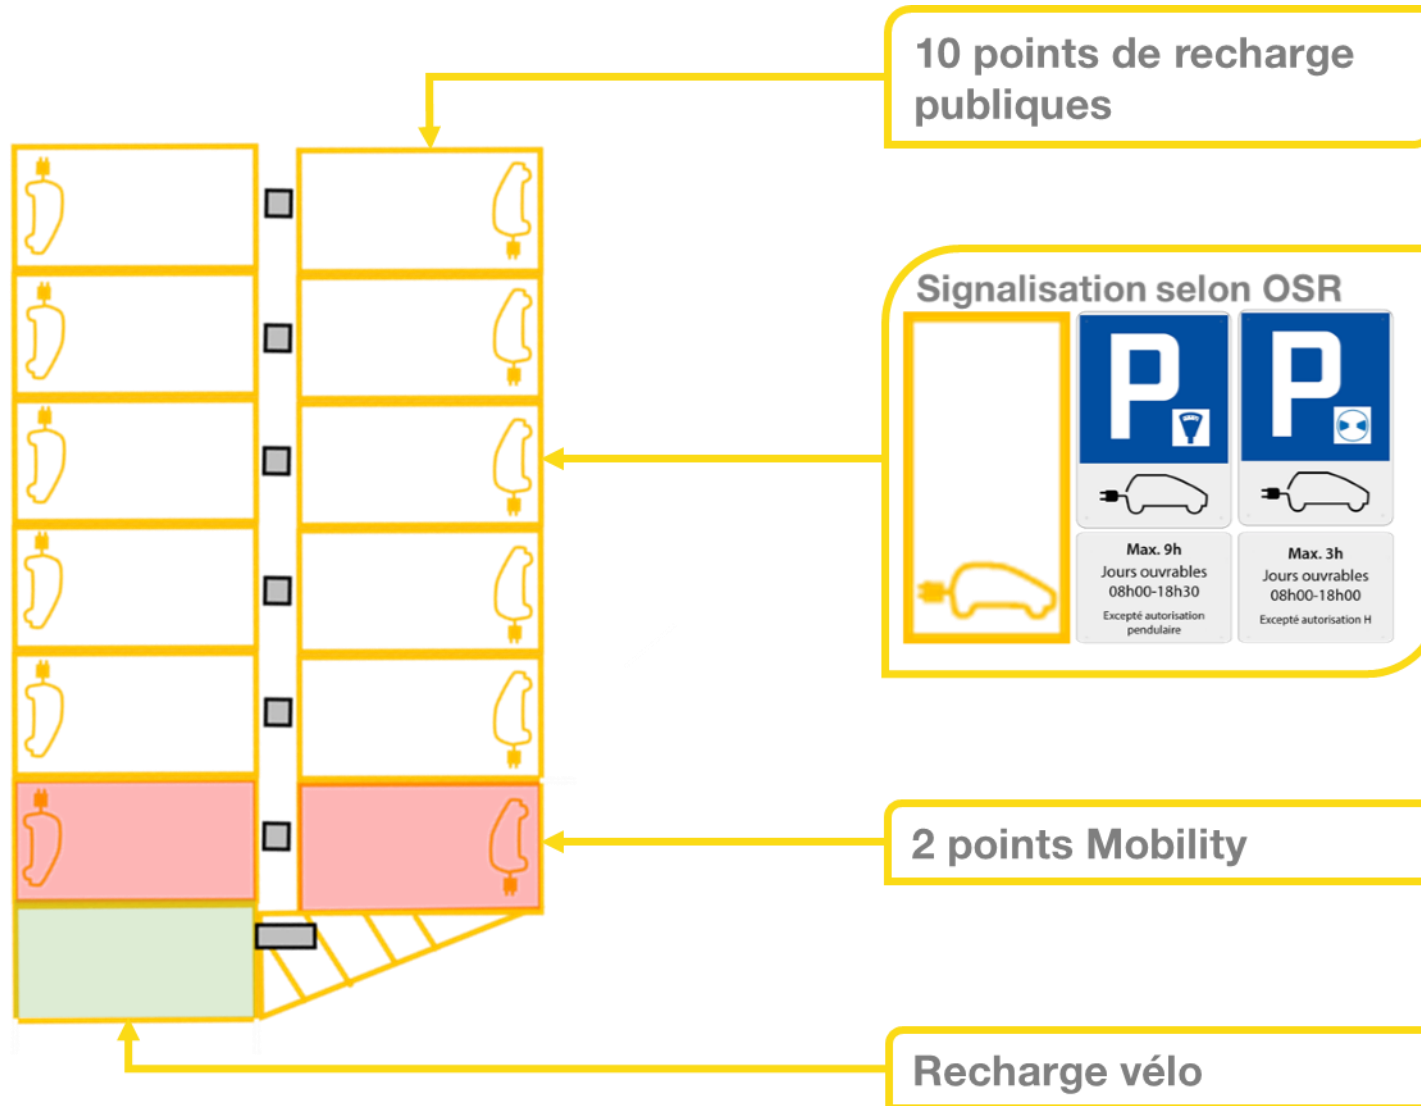 10 points de recharge
publiques
Signalisation selon OSR
P
P
Max. 9h
Jours ouvrables
08h00-18h30
Excepté autorisation
pendulaire
Max. 3h
Jours ouvrables
08h00-18h00
Excepté autorisation H
2 points Mobility
Recharge vélo